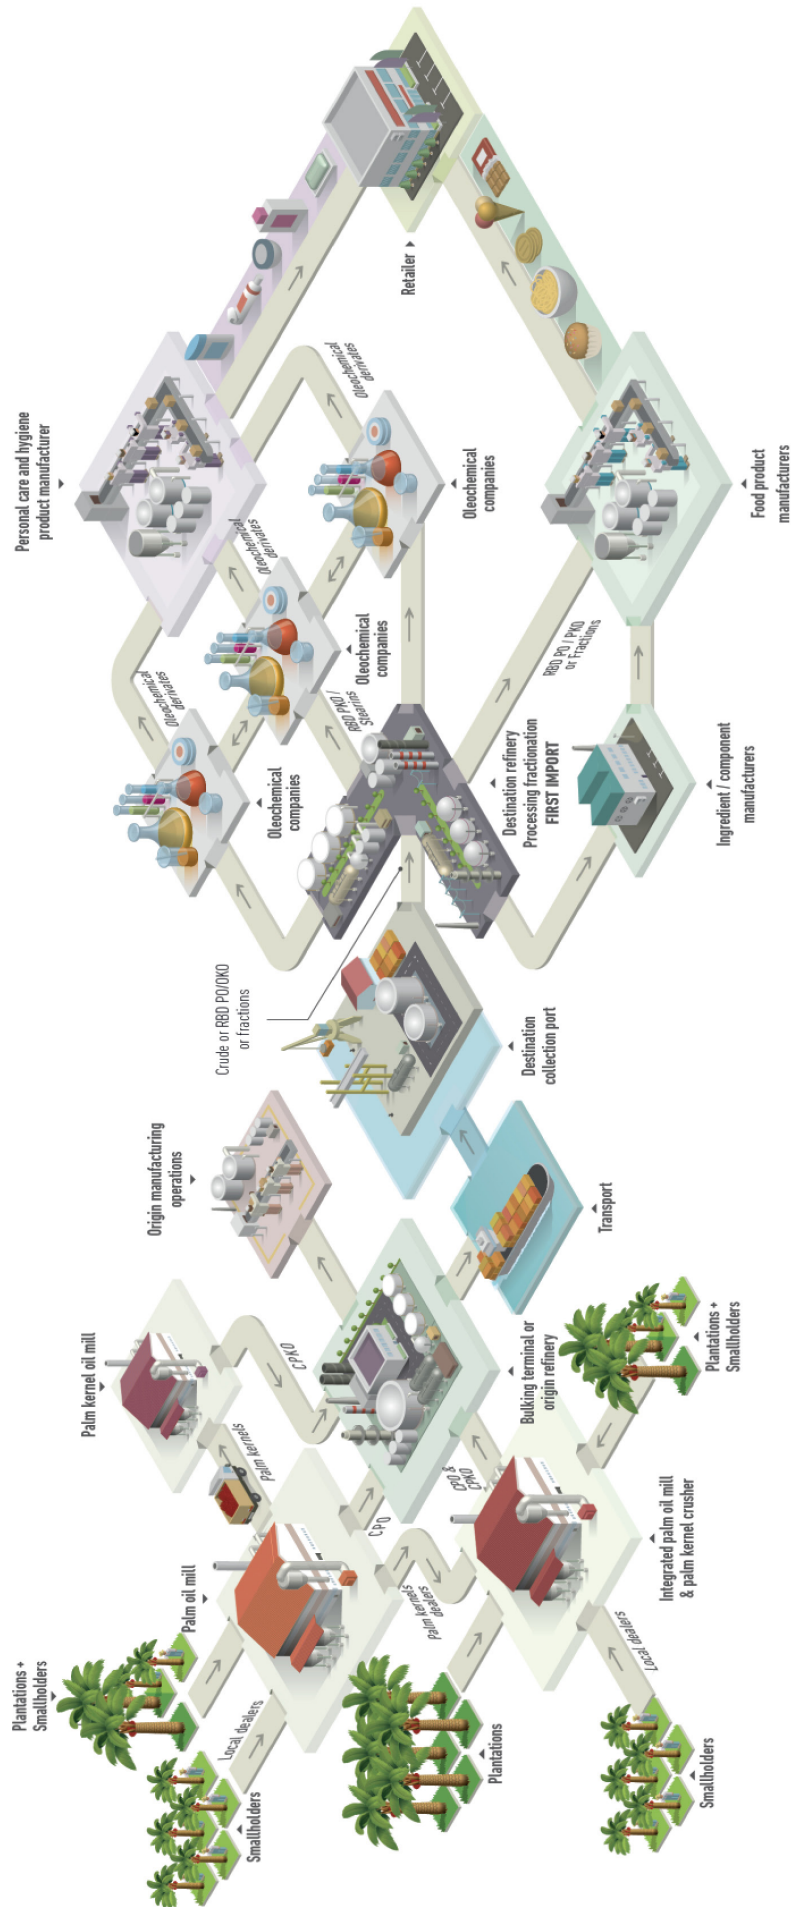 Plantations +
Smallholders
Smallholders
Local dealers
Palm oil mill
Palm kernels
Palm kernel oil mill
CPKO
CPO
Palm kernels
dealers
Plantations
Smallholders
Local dealers
Integrated palm oil mill
& palm kernel crusher
CPO &
CPKO
Plantations +
Smallholders
Bulking terminal or
origin refinery
Origin manufacturing
operations
Transport
Destination
collection port
Crude or RBD PO/OKO
or fractions
Destination refinery
Processing fractionation
FIRST IMPORT
Oleochemical
companies
Oleochemical
derivates
RBD PKO /
Stearins
Oleochemical
companies
Oleochemical
derivates
Oleochemical
companies
Oleochemical
derivates
RBD PO / PKO
or Fractions
Ingredient / component
manufacturers
Personal care and hygiene
product manufacturer
Food product
manufacturers
Retailer